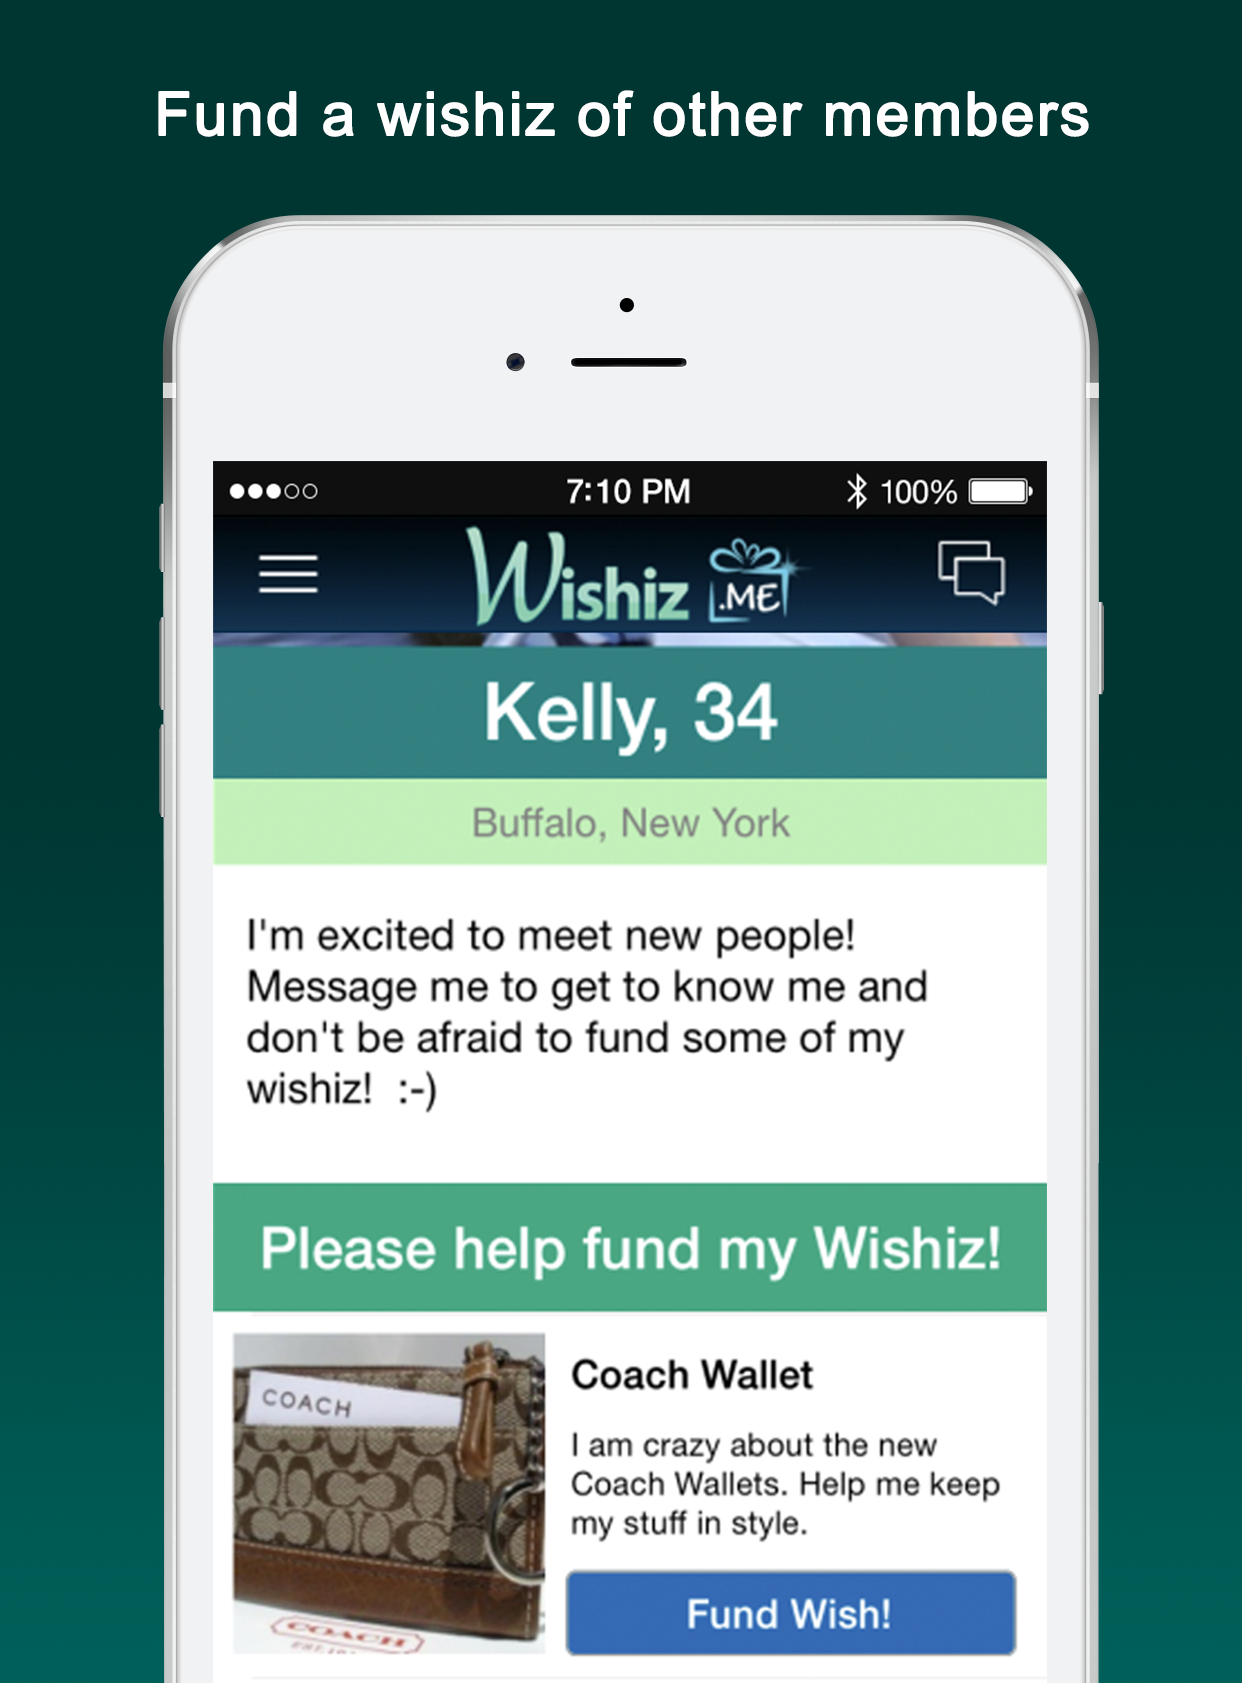 Fund a wishiz of other members
7:10 PM
100%
Wishiz .ME
Kelly, 34
Buffalo, New York
I'm excited to meet new people!
Message me to get to know me and
don't be afraid to fund some of my
wishiz!  :-)
Please help fund my Wishiz!
COACH
COACH
Coach Wallet
I am crazy about the new
Coach Wallets. Help me keep
my stuff in style.
Fund Wish!